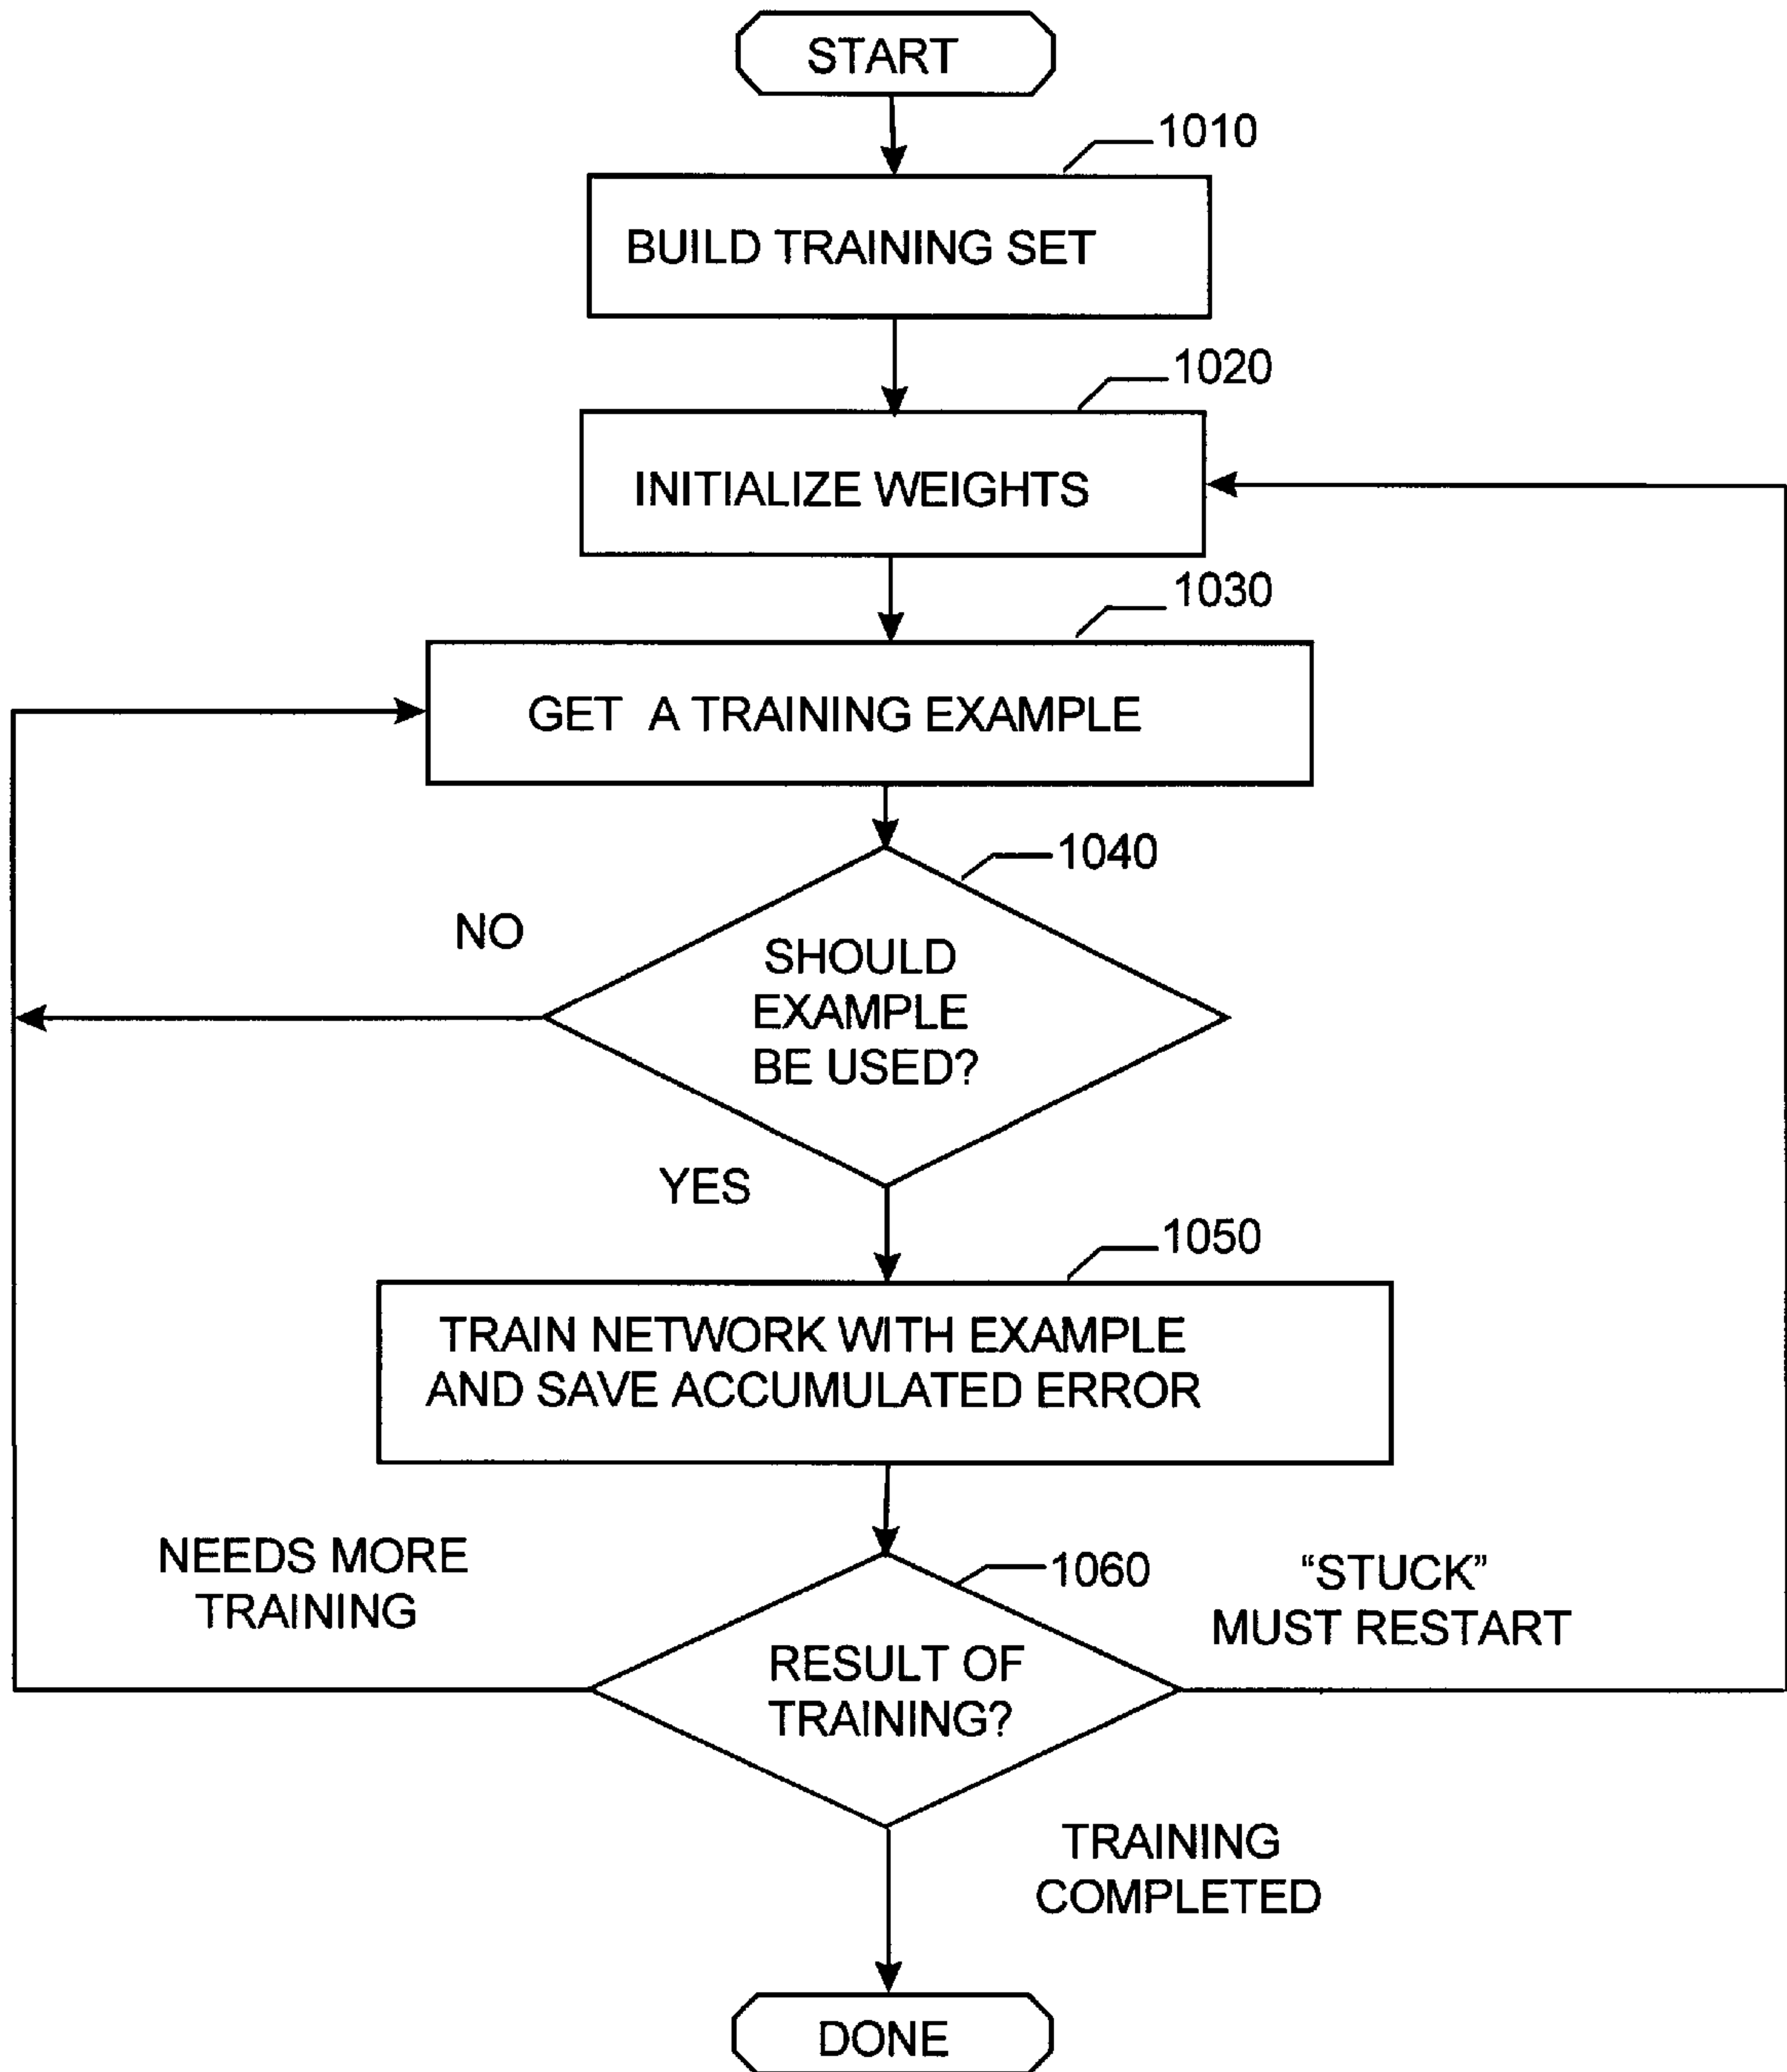 START
1010
BUILD TRAINING SET
1020
INITIALIZE WEIGHTS
1030
GET A TRAINING EXAMPLE
1040
NO
SHOULD
EXAMPLE
BE USED?
YES
1050
TRAIN NETWORK WITH EXAMPLE
AND SAVE ACCUMULATED ERROR
NEEDS MORE
TRAINING
1060
“STUCK”
MUST RESTART
RESULT OF
TRAINING?
TRAINING
COMPLETED
DONE